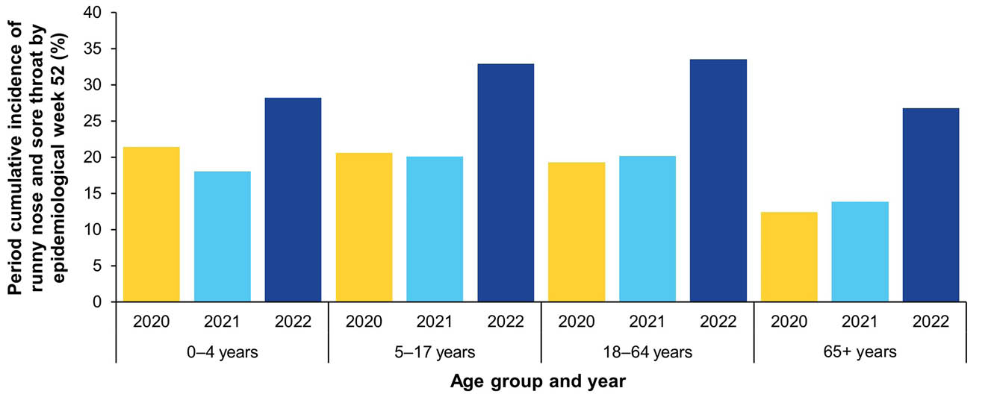 Period cumulative incidence of
runny nose and sore throat by
epidemiological week 52 (%)
40
35
30
25
20
15
10
5
0
2020 2021 2022 2020 2021 2022 2020 2021 2022 2020 2021 2022
0–4 years 5–17 years 18–64 years 65+ years
Age group and year